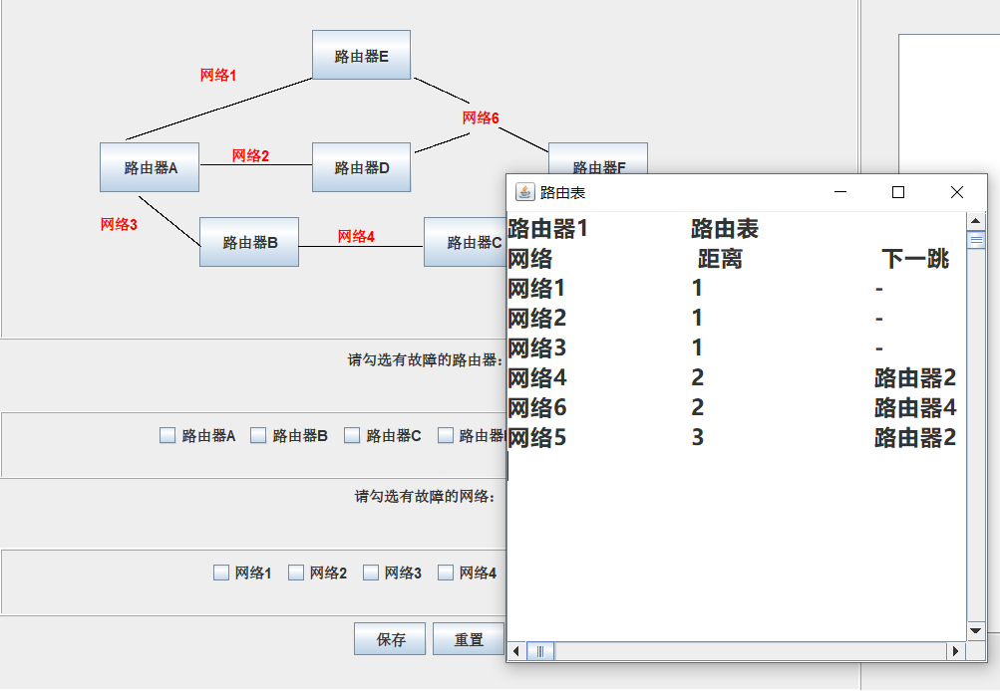 路由器E
网络1
网络6
网络2
路由器A
路由器D
路由器F
网络3
路由器B
网络4
路由器C
路由表
路由器1 路由表
网络 距离 下一跳
网络1 1 -
网络2 1 -
网络3 1 -
网络4 2 路由器2
网络6 2 路由器4
网络5 3 路由器2
请勾选有故障的路由器：
路由器A 路由器B 路由器C 路由器
请勾选有故障的网络：
网络1 网络2 网络3 网络4
保存 重置